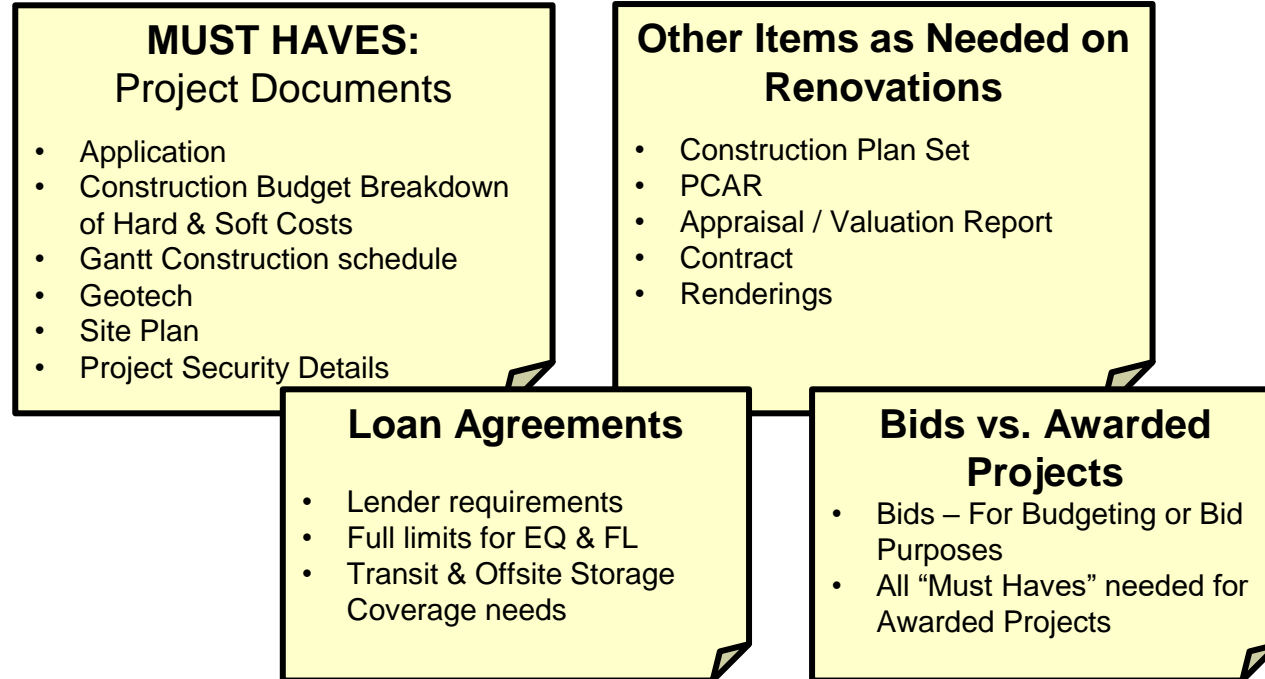 MUST HAVES:
Project Documents
• Application
• Construction Budget Breakdown
of Hard & Soft Costs
• Gantt Construction schedule
• Geotech
• Site Plan
• Project Security Details
Other Items as Needed on
Renovations
• Construction Plan Set
• PCAR
• Appraisal / Valuation Report
• Contract
• Renderings
Loan Agreements
• Lender requirements
• Full limits for EQ & FL
• Transit & Offsite Storage
Coverage needs
Bids vs. Awarded
Projects
• Bids – For Budgeting or Bid
Purposes
• All “Must Haves” needed for
Awarded Projects